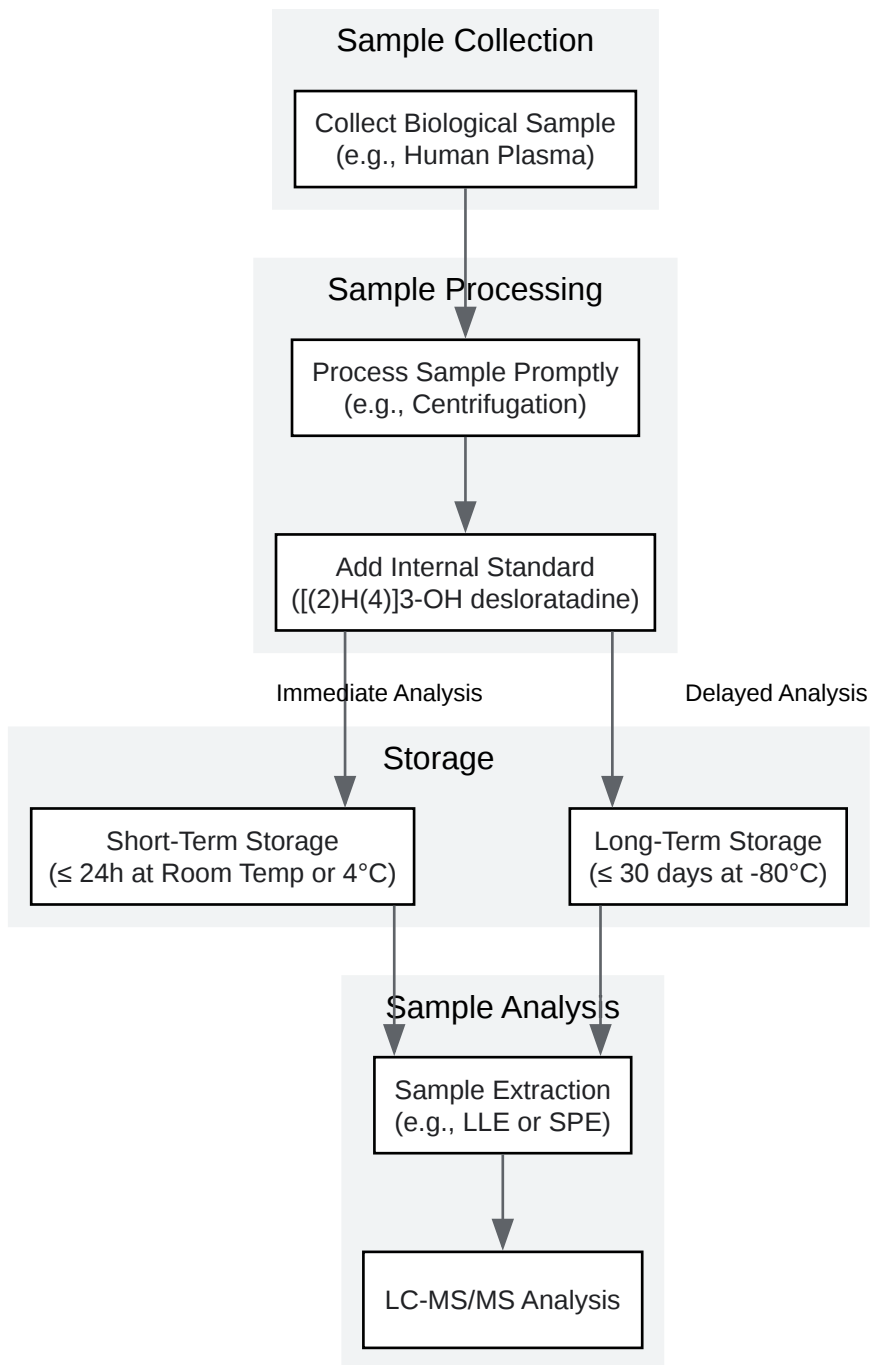 Sample Collection
Collect Biological Sample
(e.g., Human Plasma)
Sample Processing
Process Sample Promptly
(e.g., Centrifugation)
Add Internal Standard
([(2)H(4)]3-OH desloratadine)
Immediate Analysis
Delayed Analysis
Storage
Short-Term Storage
(≤ 24h at Room Temp or 4°C)
Long-Term Storage
(≤ 30 days at -80°C)
Sample Analysis
Sample Extraction
(e.g., LLE or SPE)
LC-MS/MS Analysis